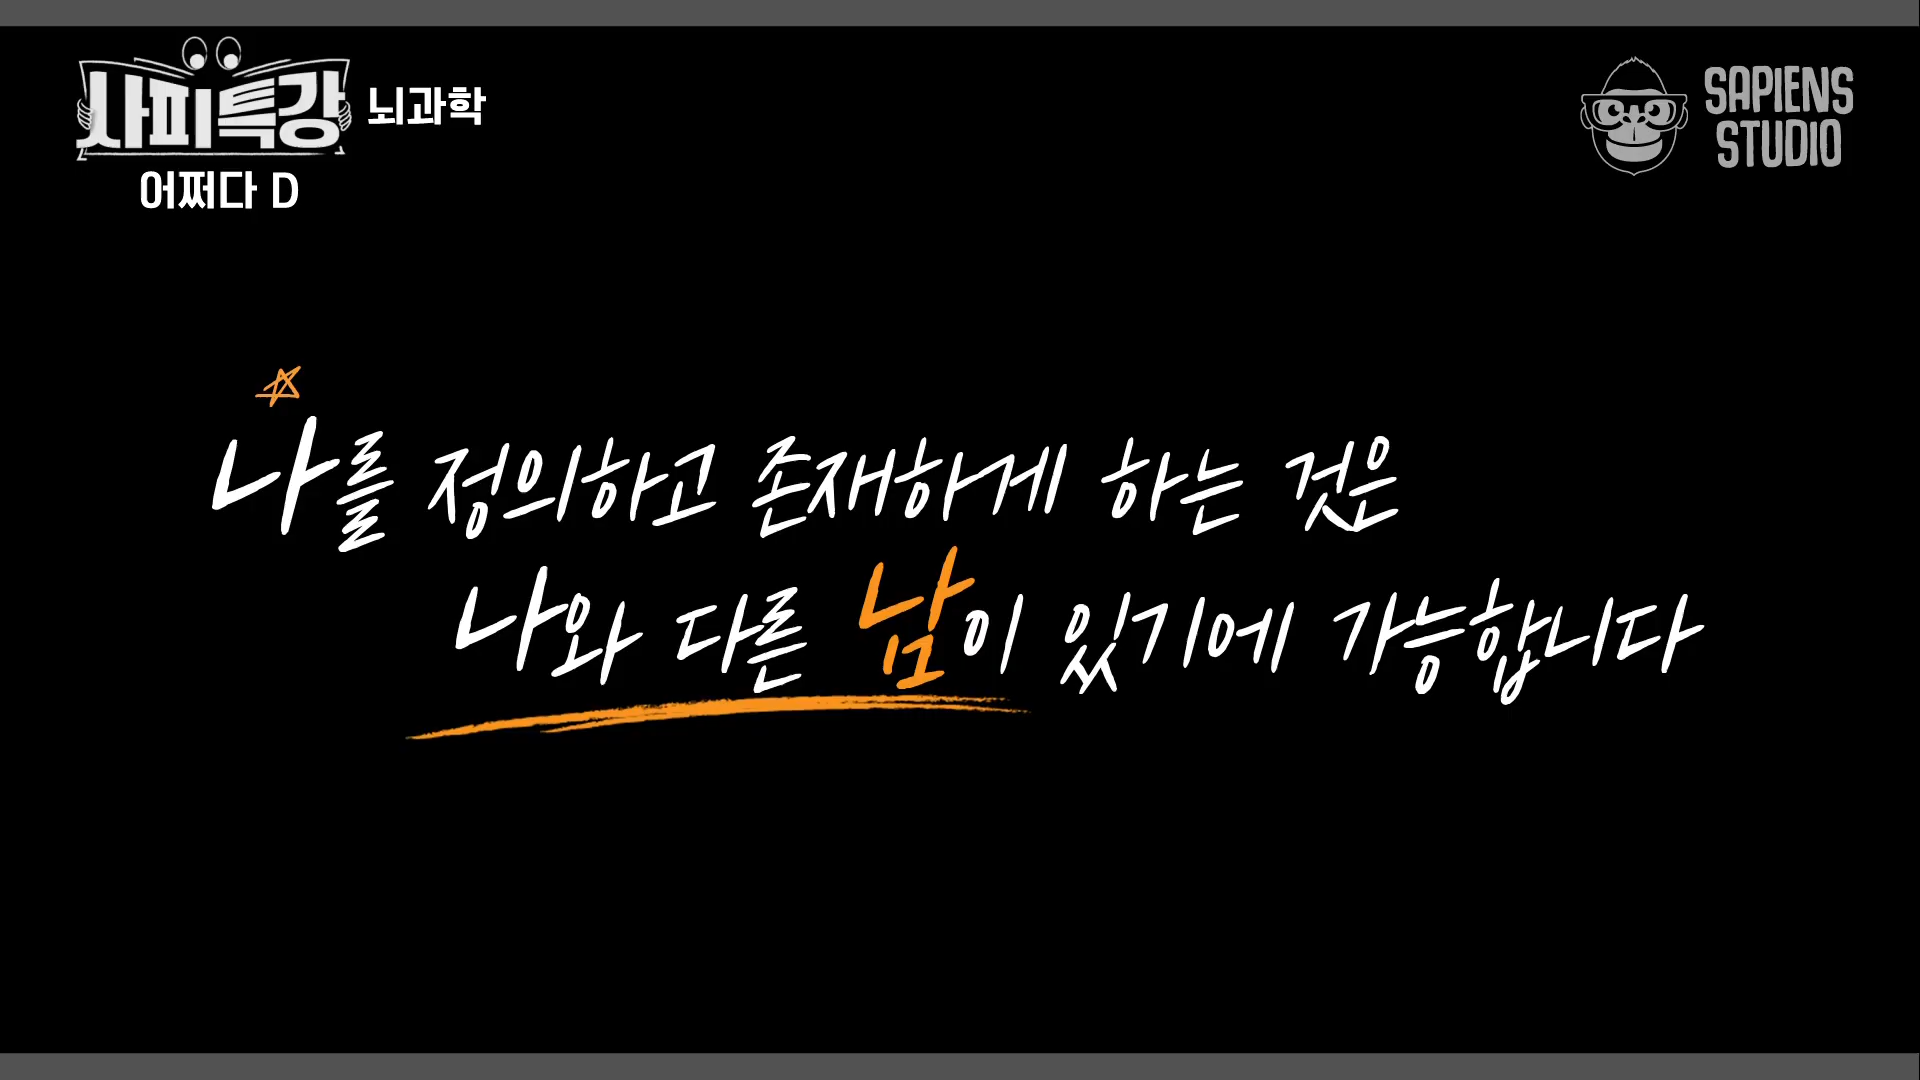 사피특강 뇌과학
어쩌다 D
SAPIENS
STUDIO
나를 정의하고 존재하게 하는 것은
나와 다른 남이 있기에 가능합니다